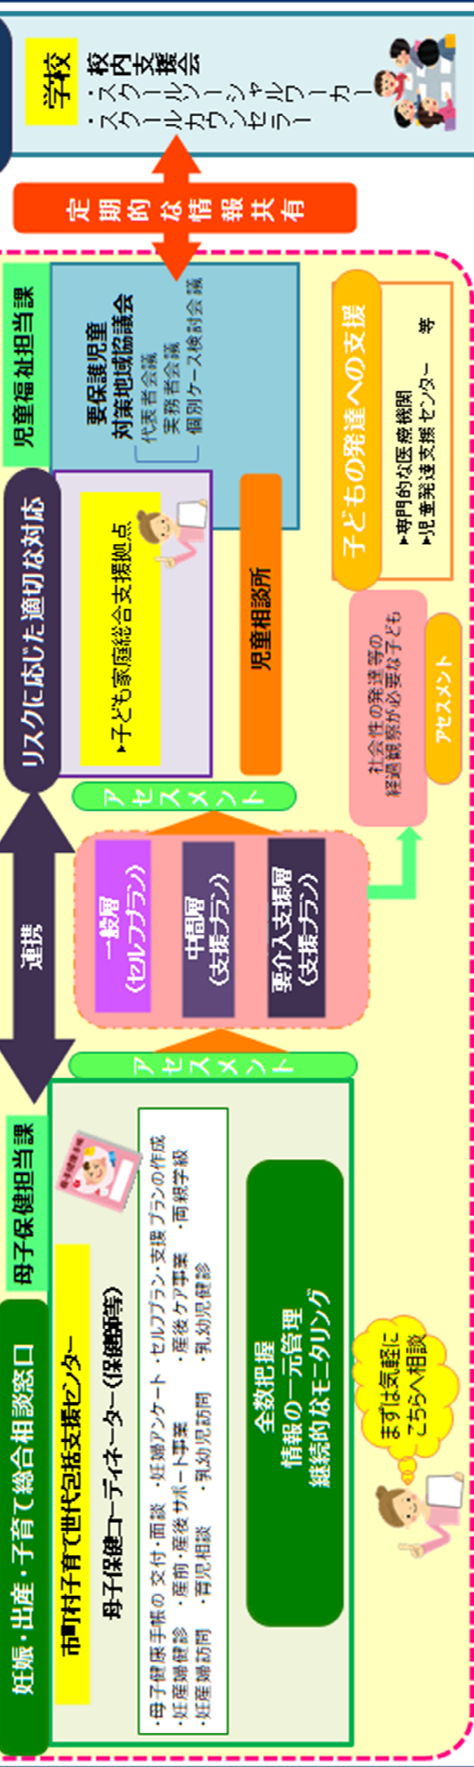 妊娠・出産・子育て総合相談窓口
母子保健担当課
市町村子育て世代包括支援センター
母子保健コーディネーター(保健師等)
・母子健康手帳の交付・面談 ・妊婦アンケート ・セルフプラン・支援プランの作成
・妊産婦健診 ・産前・産後サポート事業 ・産後ケア事業 ・両親学級
・妊産婦訪問 ・育児相談 ・乳幼児訪問 ・乳幼児健診
全数把握
情報の一元管理
継続的なモニタリング
まずは気軽に
こちらへ相談
アセスメント
連携
一般層
(セルフプラン)
中間層
(支援プラン)
要介入支援層
(支援プラン)
アセスメント
リスクに応じた適切な対応
児童福祉担当課
▸子ども家庭総合支援拠点
要保護児童
対策地域協議会
代表者会議
実務者会議
個別ケース検討会議
児童相談所
社会性の発達等の
経過観察が必要な子ども
アセスメント
子どもの発達への支援
▸専門的な医療機関
▸児童発達支援センター 等
定期的な情報共有
学校
校内支援会
・スクールソーシャルワーカー
・スクールカウンセラー